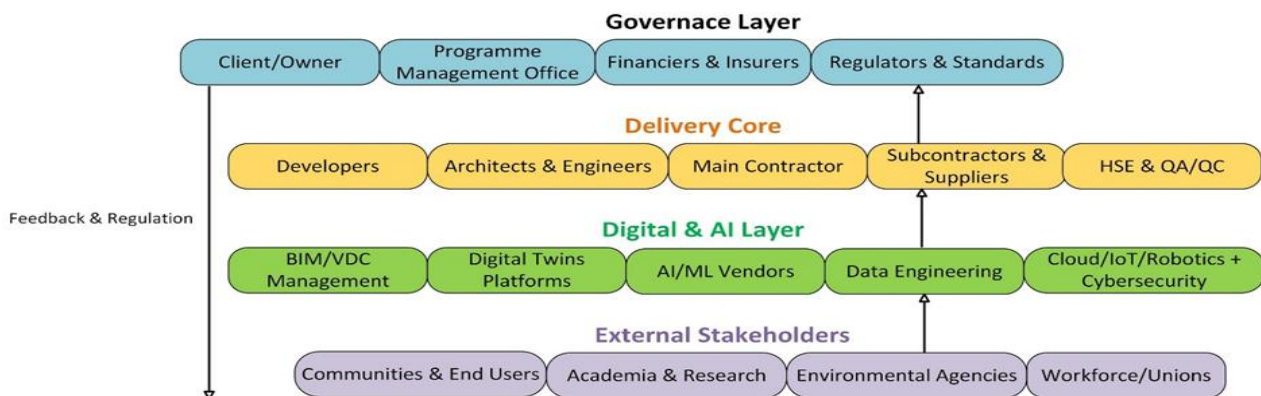 Governace Layer
Client/Owner
Programme
Management Office
Financiers & Insurers
Regulators & Standards
Delivery Core
Developers
Architects & Engineers
Main Contractor
Subcontractors &
Suppliers
HSE & QA/QC
Feedback & Regulation
Digital & AI Layer
BIM/VDC
Management
Digital Twins
Platforms
AI/ML Vendors
Data Engineering
Cloud/IoT/Robotics +
Cybersecurity
External Stakeholders
Communities & End Users
Academia & Research
Environmental Agencies
Workforce/Unions